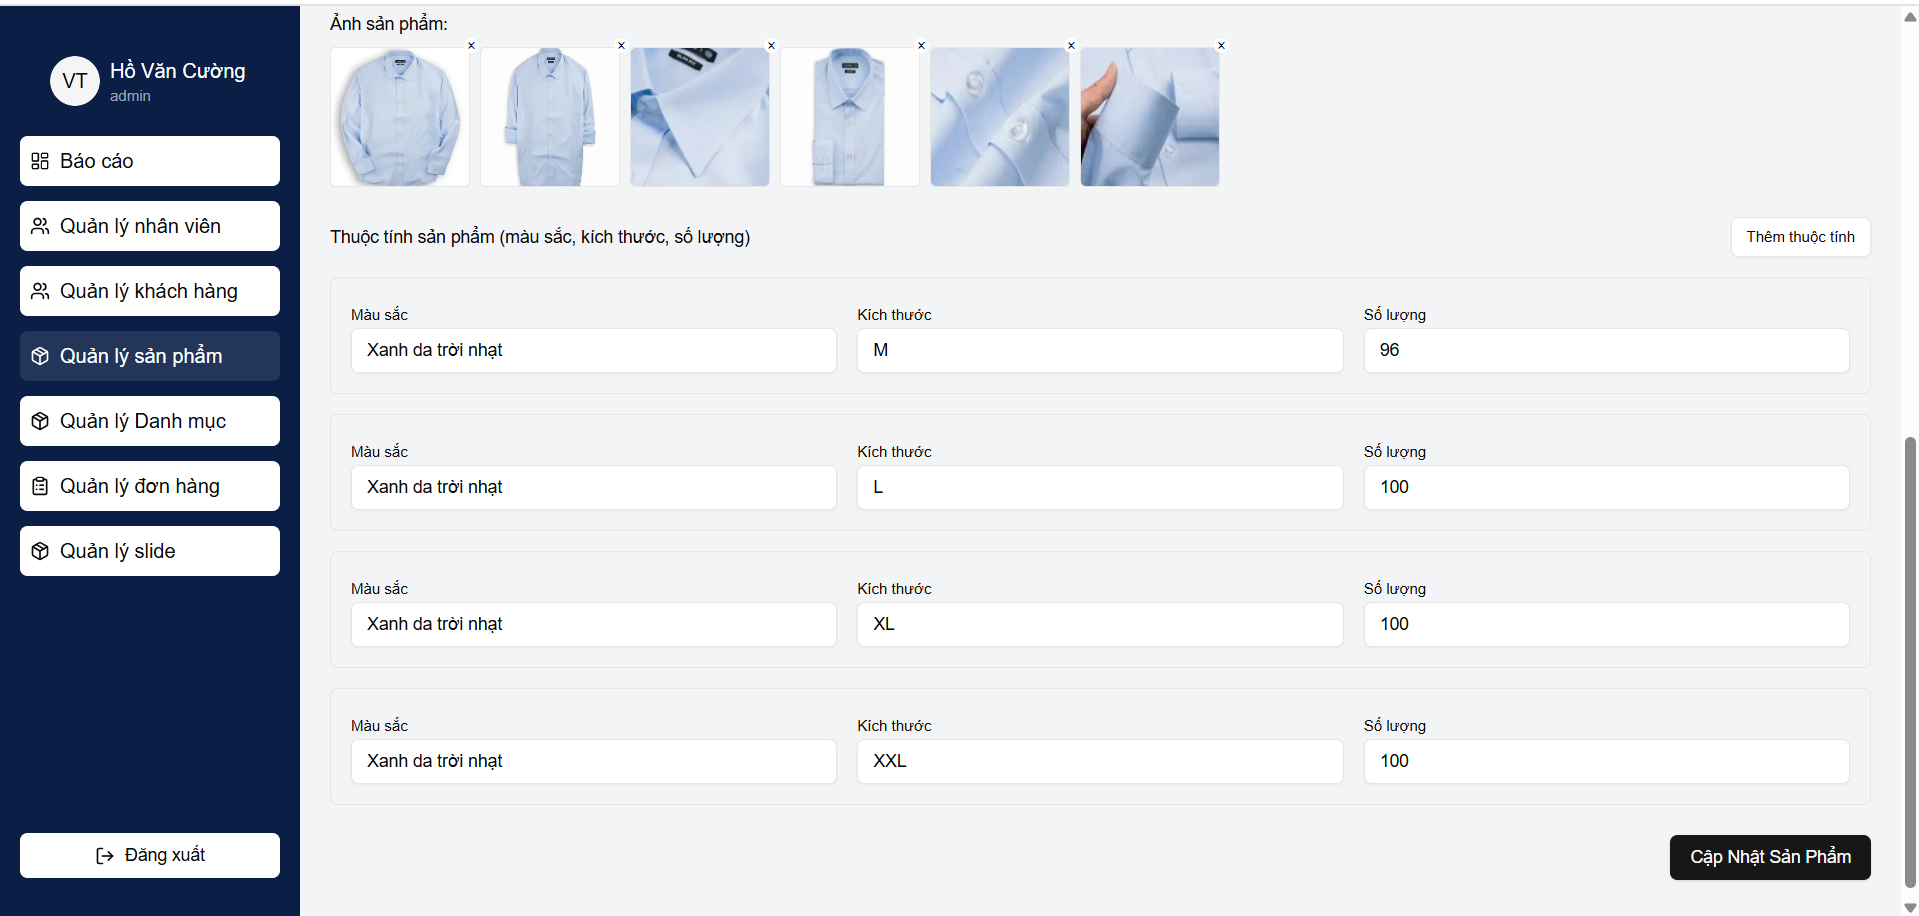 VT
Hồ Văn Cường
admin
Báo cáo
Quản lý nhân viên
Quản lý khách hàng
Quản lý sản phẩm
Quản lý Danh mục
Quản lý đơn hàng
Quản lý slide
Đăng xuất
Ảnh sản phẩm:
x x x x x x
SLIM FIT
Thuộc tính sản phẩm (màu sắc, kích thước, số lượng)
Thêm thuộc tính
Màu sắc Kích thước Số lượng
Xanh da trời nhạt M 96
Màu sắc Kích thước Số lượng
Xanh da trời nhạt L 100
Màu sắc Kích thước Số lượng
Xanh da trời nhạt XL 100
Màu sắc Kích thước Số lượng
Xanh da trời nhạt XXL 100
Cập Nhật Sản Phẩm